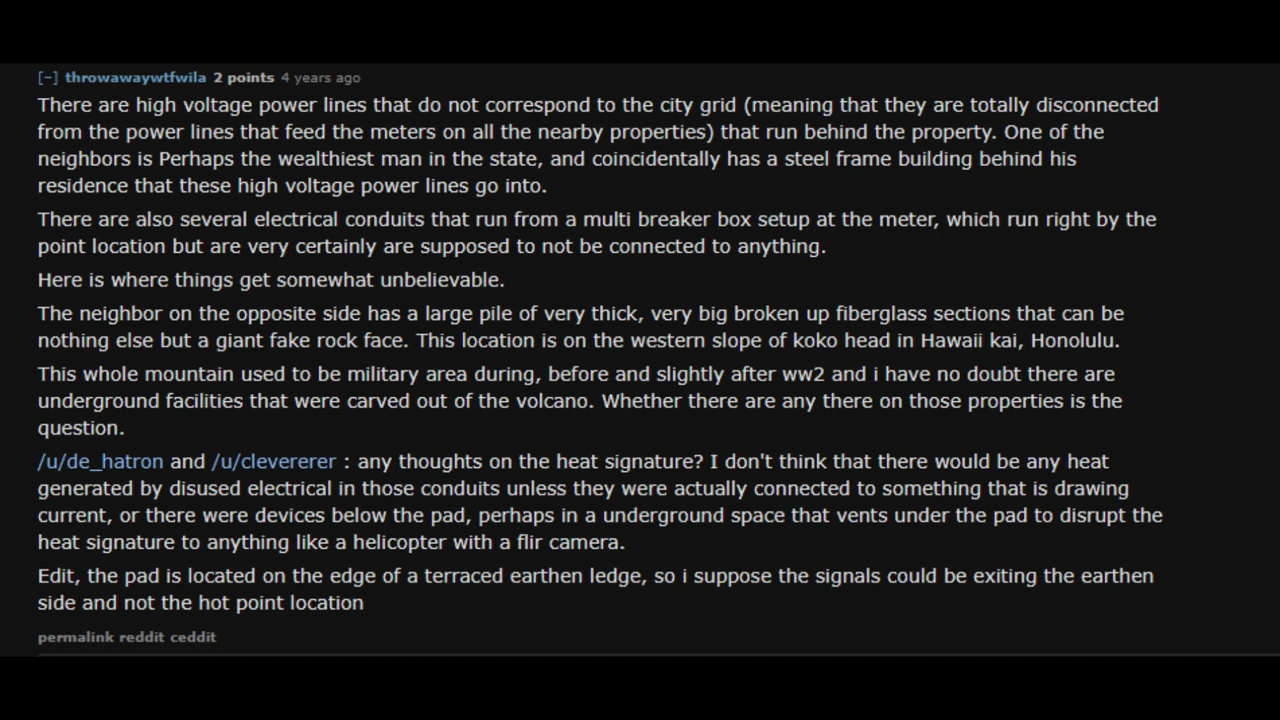 [−] throwawaywtfwila 2 points 4 years ago
There are high voltage power lines that do not correspond to the city grid (meaning that they are totally disconnected
from the power lines that feed the meters on all the nearby properties) that run behind the property. One of the
neighbors is Perhaps the wealthiest man in the state, and coincidentally has a steel frame building behind his
residence that these high voltage power lines go into.
There are also several electrical conduits that run from a multi breaker box setup at the meter, which run right by the
point location but are very certainly are supposed to not be connected to anything.
Here is where things get somewhat unbelievable.
The neighbor on the opposite side has a large pile of very thick, very big broken up fiberglass sections that can be
nothing else but a giant fake rock face. This location is on the western slope of koko head in Hawaii kai, Honolulu.
This whole mountain used to be military area during, before and slightly after ww2 and i have no doubt there are
underground facilities that were carved out of the volcano. Whether there are any there on those properties is the
question.
/u/de_hatron and /u/clevererer : any thoughts on the heat signature? I don't think that there would be any heat
generated by disused electrical in those conduits unless they were actually connected to something that is drawing
current, or there were devices below the pad, perhaps in a underground space that vents under the pad to disrupt the
heat signature to anything like a helicopter with a flir camera.
Edit, the pad is located on the edge of a terraced earthen ledge, so i suppose the signals could be exiting the earthen
side and not the hot point location
permalink reddit ceddit